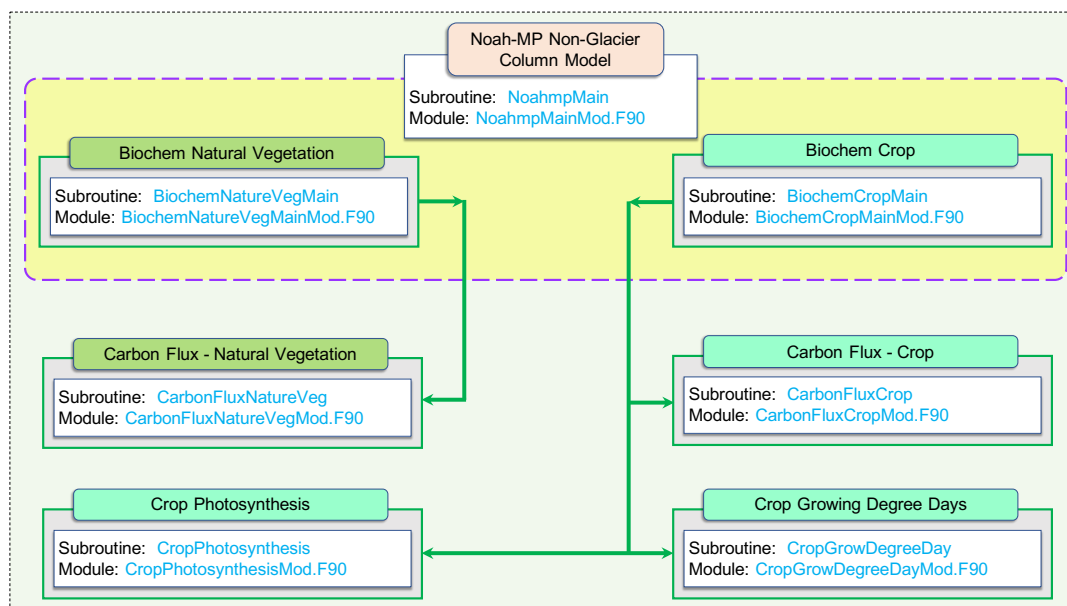 Noah-MP Non-Glacier
Column Model
Subroutine: NoahmpMain
Module: NoahmpMainMod.F90
Biochem Natural Vegetation
Subroutine: BiochemNatureVegMain
Module: BiochemNatureVegMainMod.F90
Biochem Crop
Subroutine: BiochemCropMain
Module: BiochemCropMainMod.F90
Carbon Flux - Natural Vegetation
Subroutine: CarbonFluxNatureVeg
Module: CarbonFluxNatureVegMod.F90
Carbon Flux - Crop
Subroutine: CarbonFluxCrop
Module: CarbonFluxCropMod.F90
Crop Photosynthesis
Subroutine: CropPhotosynthesis
Module: CropPhotosynthesisMod.F90
Crop Growing Degree Days
Subroutine: CropGrowDegreeDay
Module: CropGrowDegreeDayMod.F90